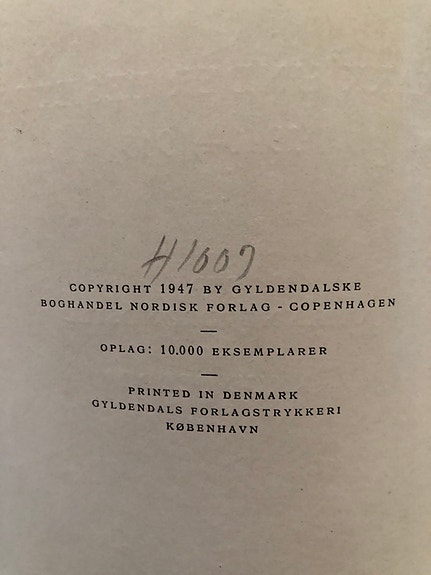 H1009
COPYRIGHT 1947 BY GYLDENDALSKE
BOGHANDEL NORDISK FORLAG - COPENHAGEN
—
OPLAG: 10.000 EKSEMPLARER
—
PRINTED IN DENMARK
GYLDENDALS FORLAGSTRYKKERI
KØBENHAVN